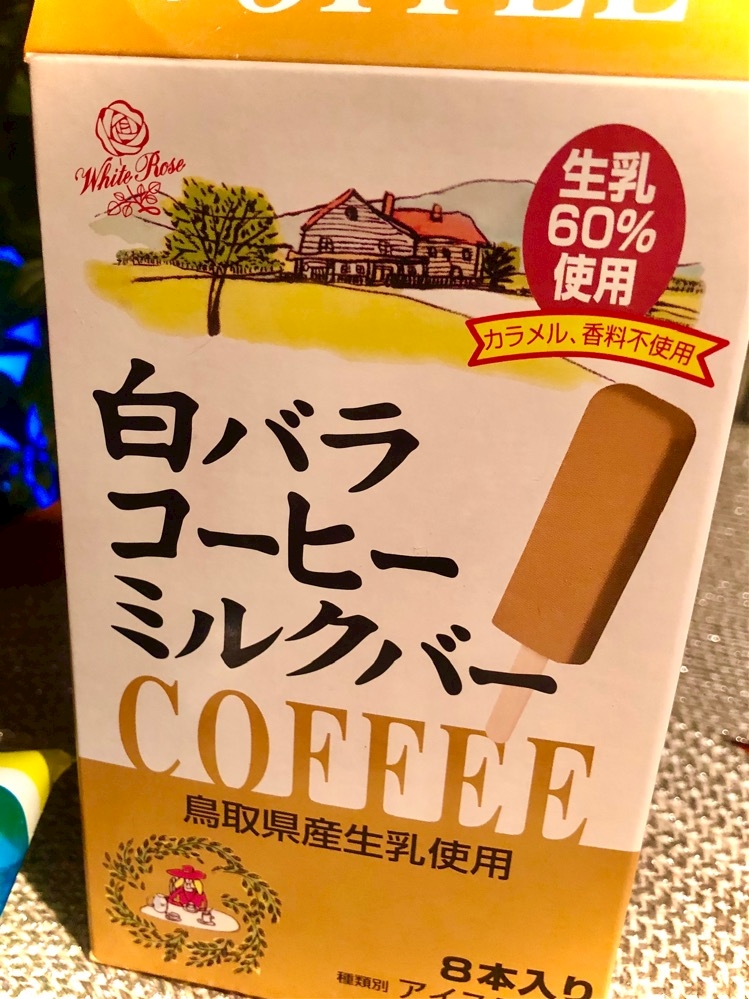 COFFEE
白
White Rose
生乳
60%
使用
カラメル、香料不使用
白バラ
コーヒー
ミルクバー
COFFEE
鳥取県産生乳使用
8本入り
種類別